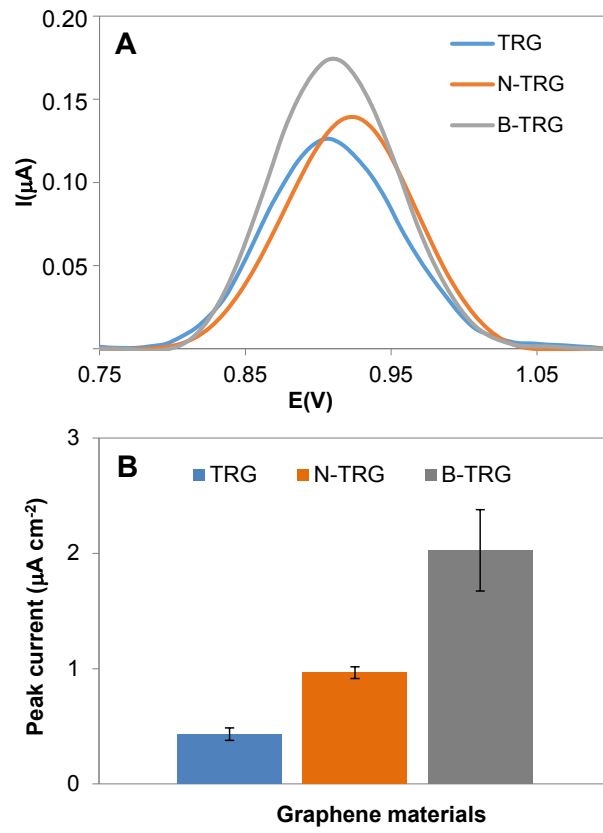 A
TRG
N-TRG
B-TRG
0.20
0.15
0.10
0.05
I(μA)
0.75
0.85
0.95
1.05
E(V)
B
TRG N-TRG B-TRG
3
2
1
0
Peak current (μA cm-2)
Graphene materials